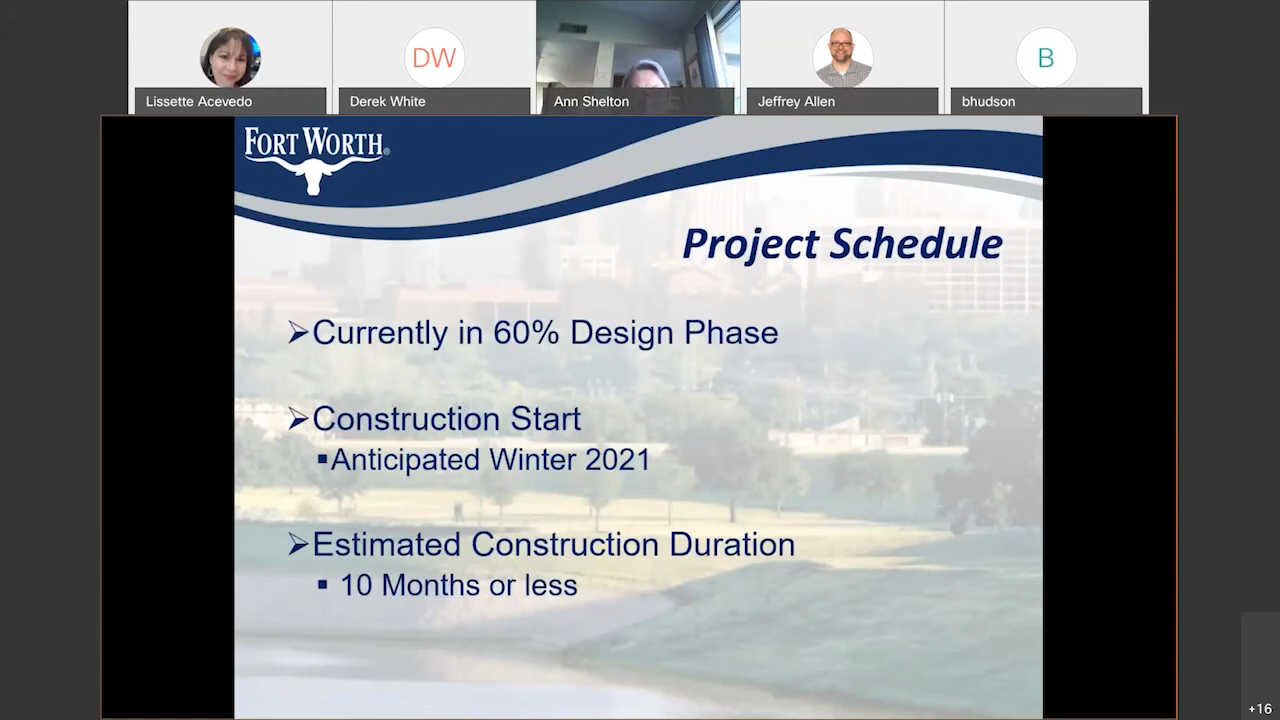 DW
B
Lissette Acevedo
Derek White
Ann Shelton
Jeffrey Allen
bhudson
FORT WORTH®
Project Schedule
➢Currently in 60% Design Phase
➢Construction Start
▪Anticipated Winter 2021
➢Estimated Construction Duration
▪ 10 Months or less
+16